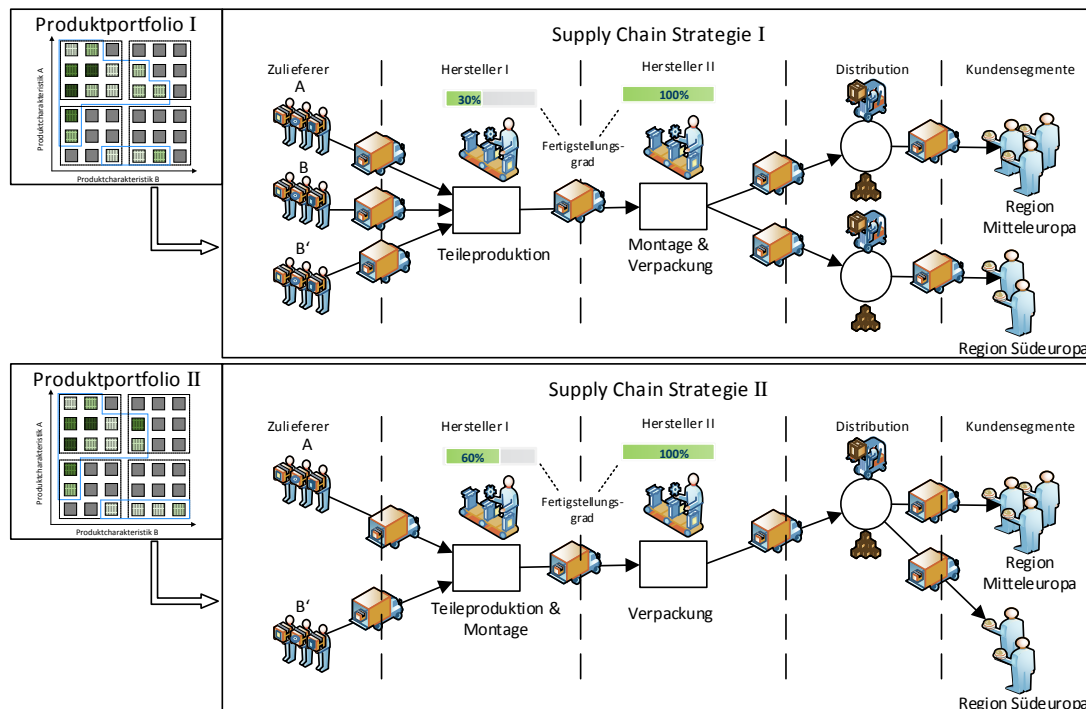 Produktportfolio I
Produktcharakteristik A
Produktcharakteristik B
Supply Chain Strategie I
Zulieferer
Hersteller I
Hersteller II
Distribution
Kundensegmente
A
30%
100%
Fertigstellungs-
grad
B
B‘
Teileproduktion
Montage &
Verpackung
Region
Mitteleuropa
Region Südeuropa
Produktportfolio II
Produktcharakteristik A
Produktcharakteristik B
Supply Chain Strategie II
Zulieferer
Hersteller I
Hersteller II
Distribution
Kundensegmente
A
60%
100%
Fertigstellungs-
grad
B‘
Teileproduktion &
Montage
Verpackung
Region
Mitteleuropa
Region Südeuropa